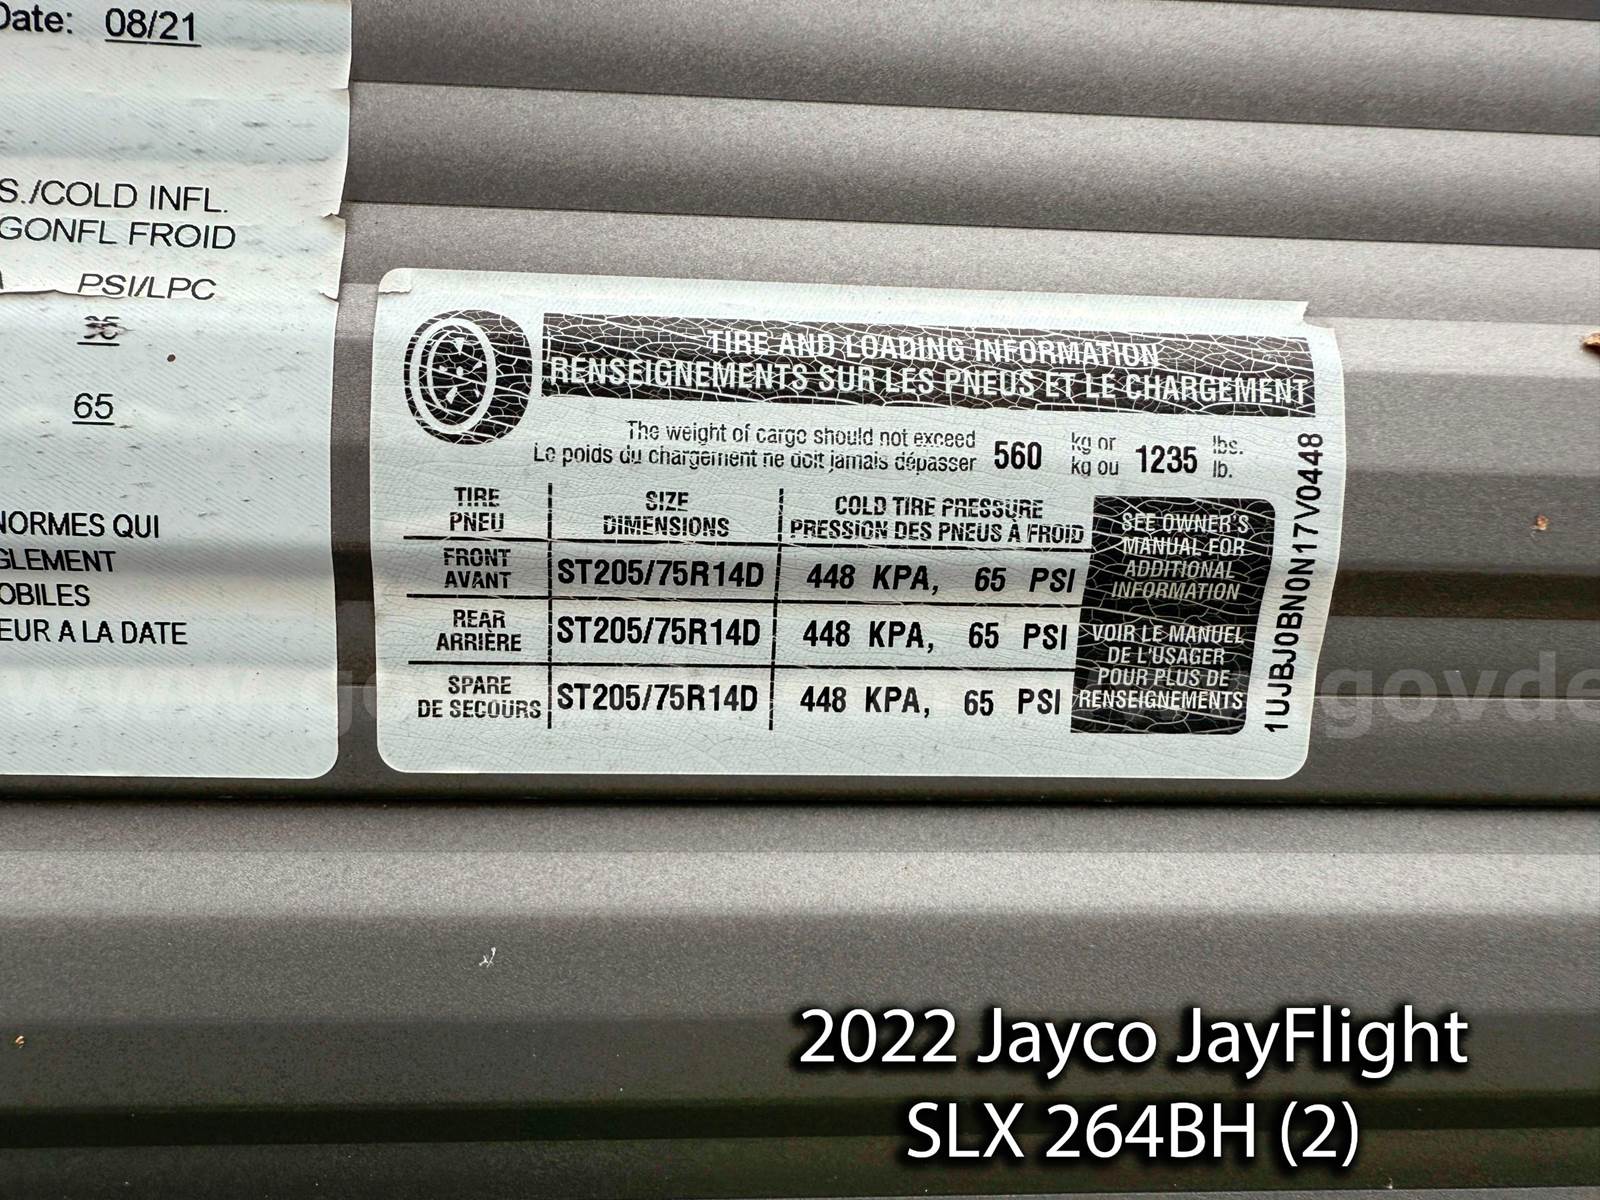 Date: 08/21
S./COLD INFL.
GONFL FROID
PSI/LPC
65
NORMES QUI
GLEMENT
OBILES
EUR A LA DATE
TIRE AND LOADING INFORMATION
RENSEIGNEMENTS SUR LES PNEUS ET LE CHARGEMENT
The weight of cargo should not exceed 560 kg or 1235 lbs.
Le poids du chargement ne doit jamais dépasser kg ou lb.
TIRE SIZE COLD TIRE PRESSURE
PNEU DIMENSIONS PRESSION DES PNEUS À FROID
FRONT
AVANT ST205/75R14D 448 KPA, 65 PSI
REAR
ARRIÈRE ST205/75R14D 448 KPA, 65 PSI
SPARE
DE SECOURS ST205/75R14D 448 KPA, 65 PSI
SEE OWNER'S
MANUAL FOR
ADDITIONAL
INFORMATION
VOIR LE MANUEL
DE L'USAGER
POUR PLUS DE
RENSEIGNEMENTS
1UJBJ0BN0N17V0448
govde
2022 Jayco JayFlight
SLX 264BH (2)